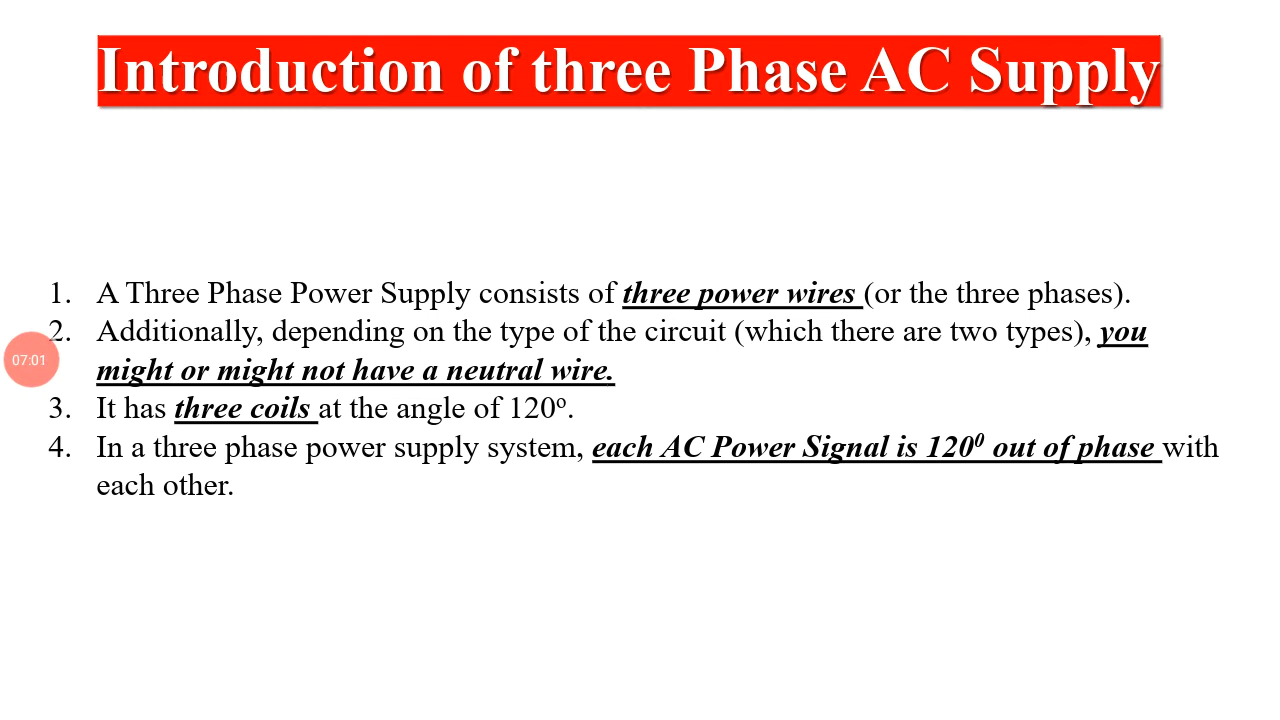 Introduction of three Phase AC Supply
1. A Three Phase Power Supply consists of three power wires (or the three phases).
2. Additionally, depending on the type of the circuit (which there are two types), you
might or might not have a neutral wire.
07:01
3. It has three coils at the angle of 120º.
4. In a three phase power supply system, each AC Power Signal is 120⁰ out of phase with
each other.